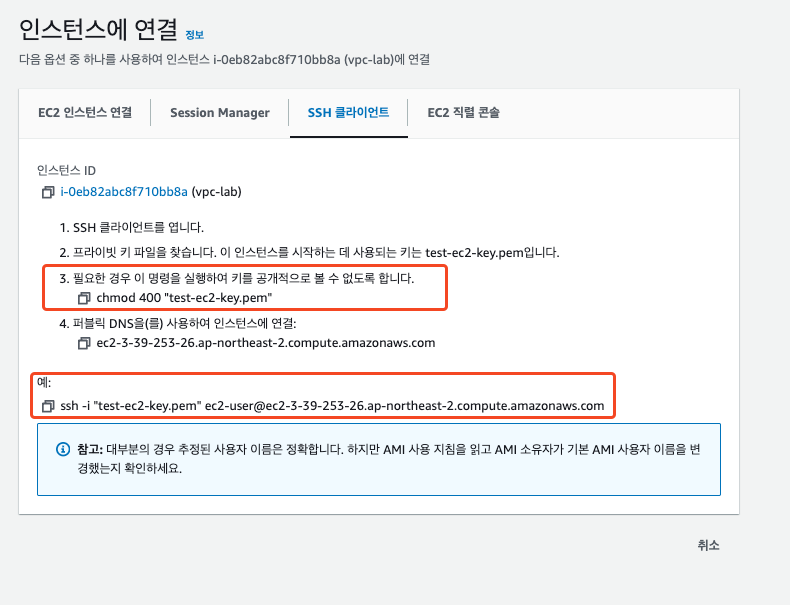 인스턴스에 연결 정보
다음 옵션 중 하나를 사용하여 인스턴스 i-0eb82abc8f710bb8a (vpc-lab)에 연결
EC2 인스턴스 연결
Session Manager
SSH 클라이언트
EC2 직렬 콘솔
인스턴스 ID
i-0eb82abc8f710bb8a (vpc-lab)
1. SSH 클라이언트를 엽니다.
2. 프라이빗 키 파일을 찾습니다. 이 인스턴스를 시작하는 데 사용되는 키는 test-ec2-key.pem입니다.
3. 필요한 경우 이 명령을 실행하여 키를 공개적으로 볼 수 없도록 합니다.
chmod 400 "test-ec2-key.pem"
4. 퍼블릭 DNS을(를) 사용하여 인스턴스에 연결:
ec2-3-39-253-26.ap-northeast-2.compute.amazonaws.com
예:
ssh -i "test-ec2-key.pem" ec2-user@ec2-3-39-253-26.ap-northeast-2.compute.amazonaws.com
참고: 대부분의 경우 추정된 사용자 이름은 정확합니다. 하지만 AMI 사용 지침을 읽고 AMI 소유자가 기본 AMI 사용자 이름을 변
경했는지 확인하세요.
취소